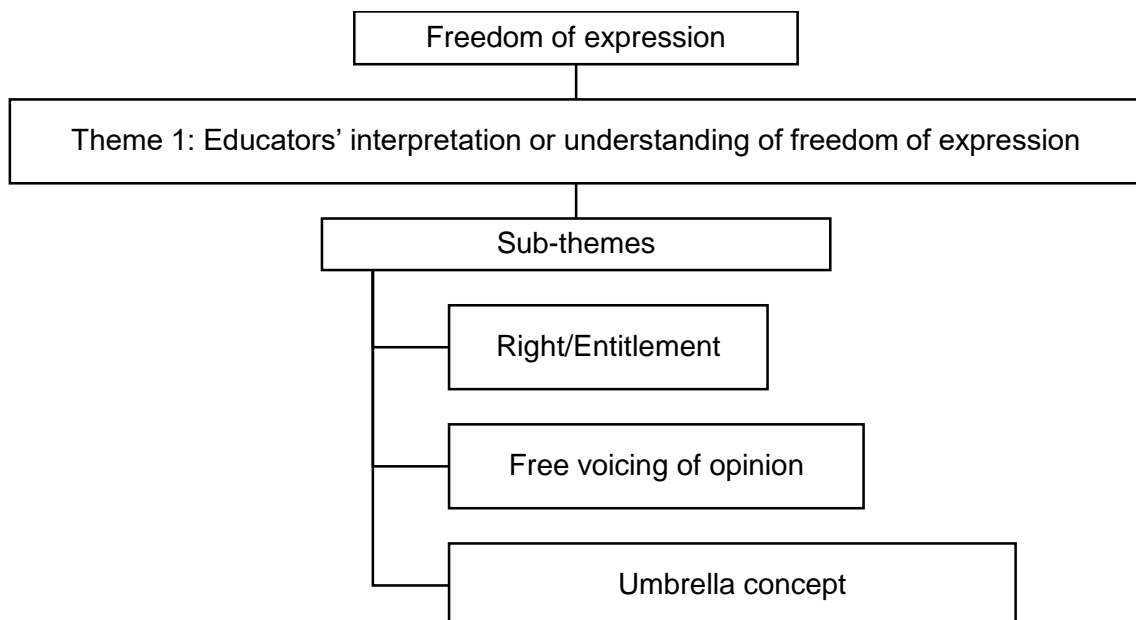 Freedom of expression
Theme 1: Educators’ interpretation or understanding of freedom of expression
Sub-themes
Right/Entitlement
Free voicing of opinion
Umbrella concept